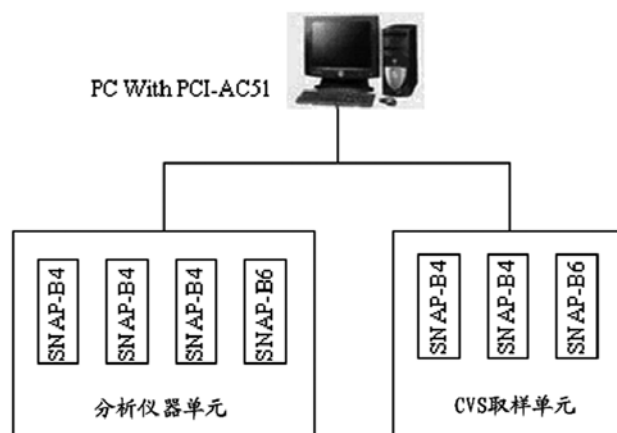 PC With PCI-AC51
SNAP-B4
SNAP-B4
SNAP-B4
SNAP-B6
SNAP-B4
SNAP-B4
SNAP-B6
分析仪器单元
CVS取样单元